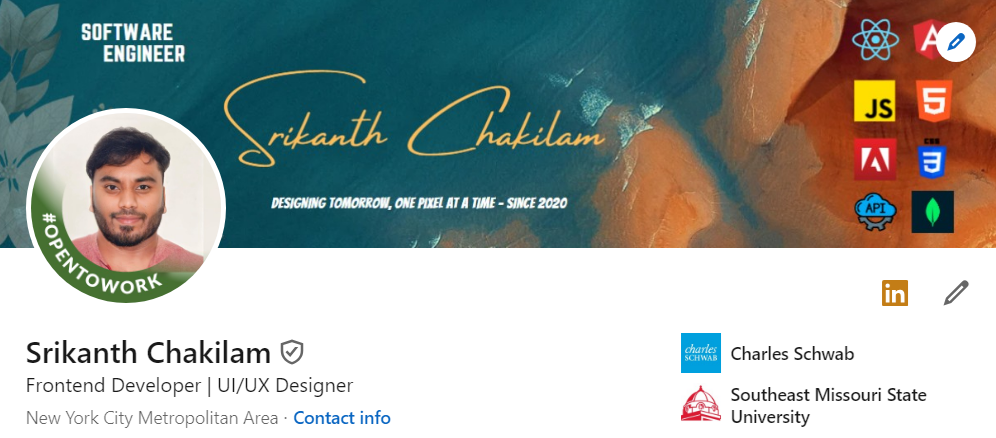 SOFTWARE
ENGINEER
Srikanth Chakilam
DESIGNING TOMORROW, ONE PIXEL AT A TIME - SINCE 2020
A
JS
5
A
CSS
3
API
#OPENTOWORK
in
Srikanth Chakilam
Frontend Developer | UI/UX Designer
New York City Metropolitan Area · Contact info
charles
SCHWAB
Charles Schwab
Southeast Missouri State
University